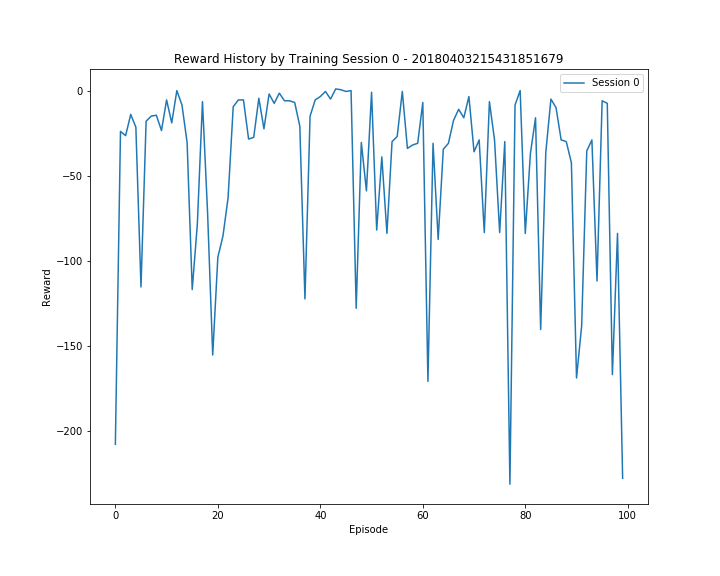 Reward History by Training Session 0 - 20180403215431851679
Session 0
0
−50
−100
−150
−200
Reward
0
20
40
60
80
100
Episode